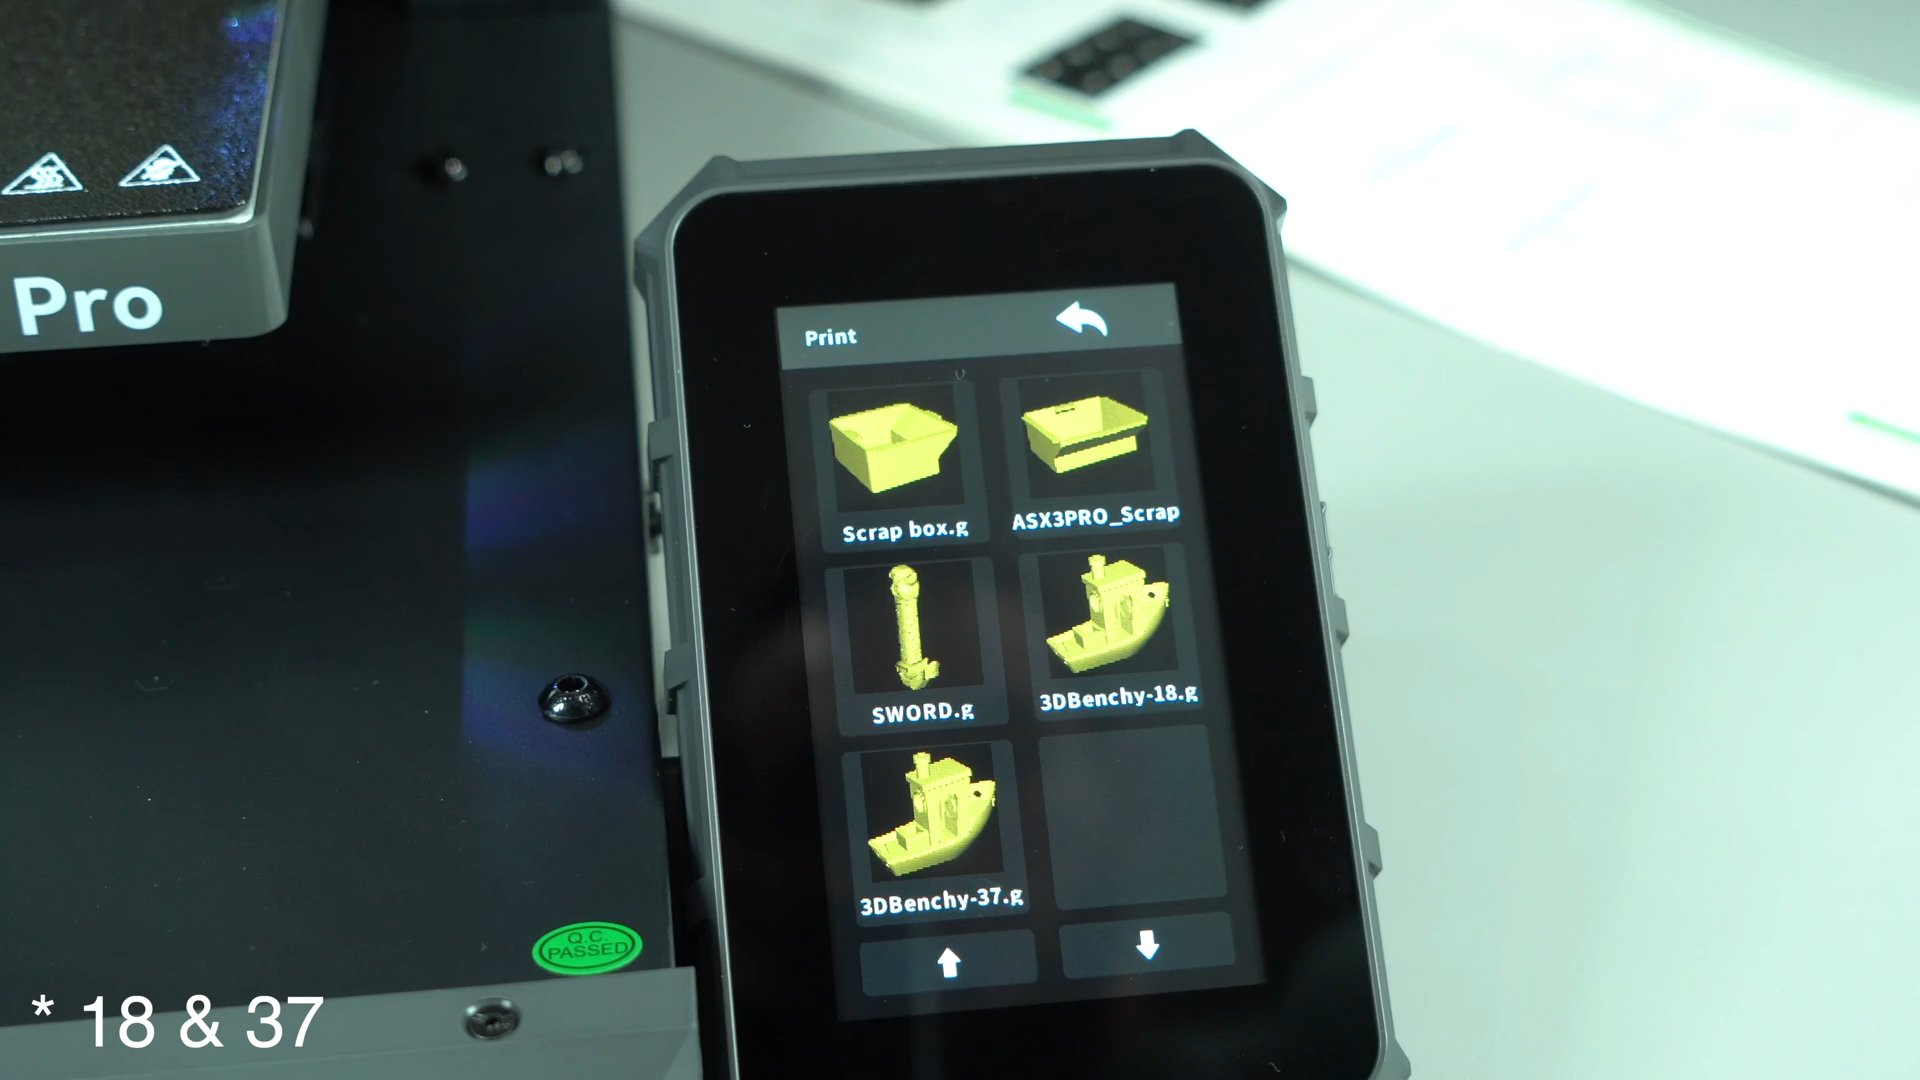 Pro
Print
Scrap box.g
ASX3PRO_Scrap
SWORD.g
3DBenchy-18.g
3DBenchy-37.g
Q.C.
PASSED
* 18 & 37